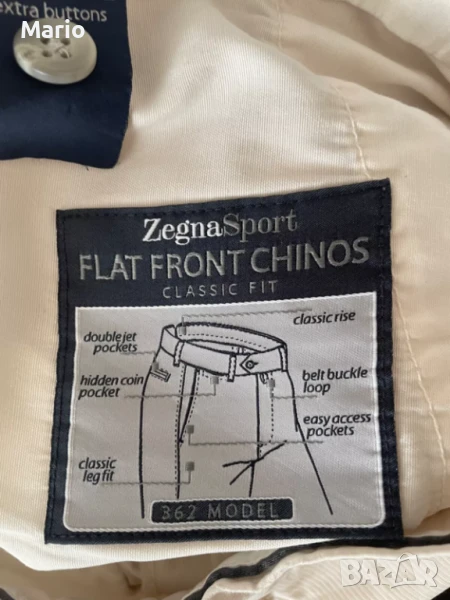 extra buttons
Mario
ZegnaSport
FLAT FRONT CHINOS
CLASSIC FIT
classic rise
double jet
pockets
hidden coin
pocket
belt buckle
loop
easy access
pockets
classic
leg fit
362 MODEL
BAZAR